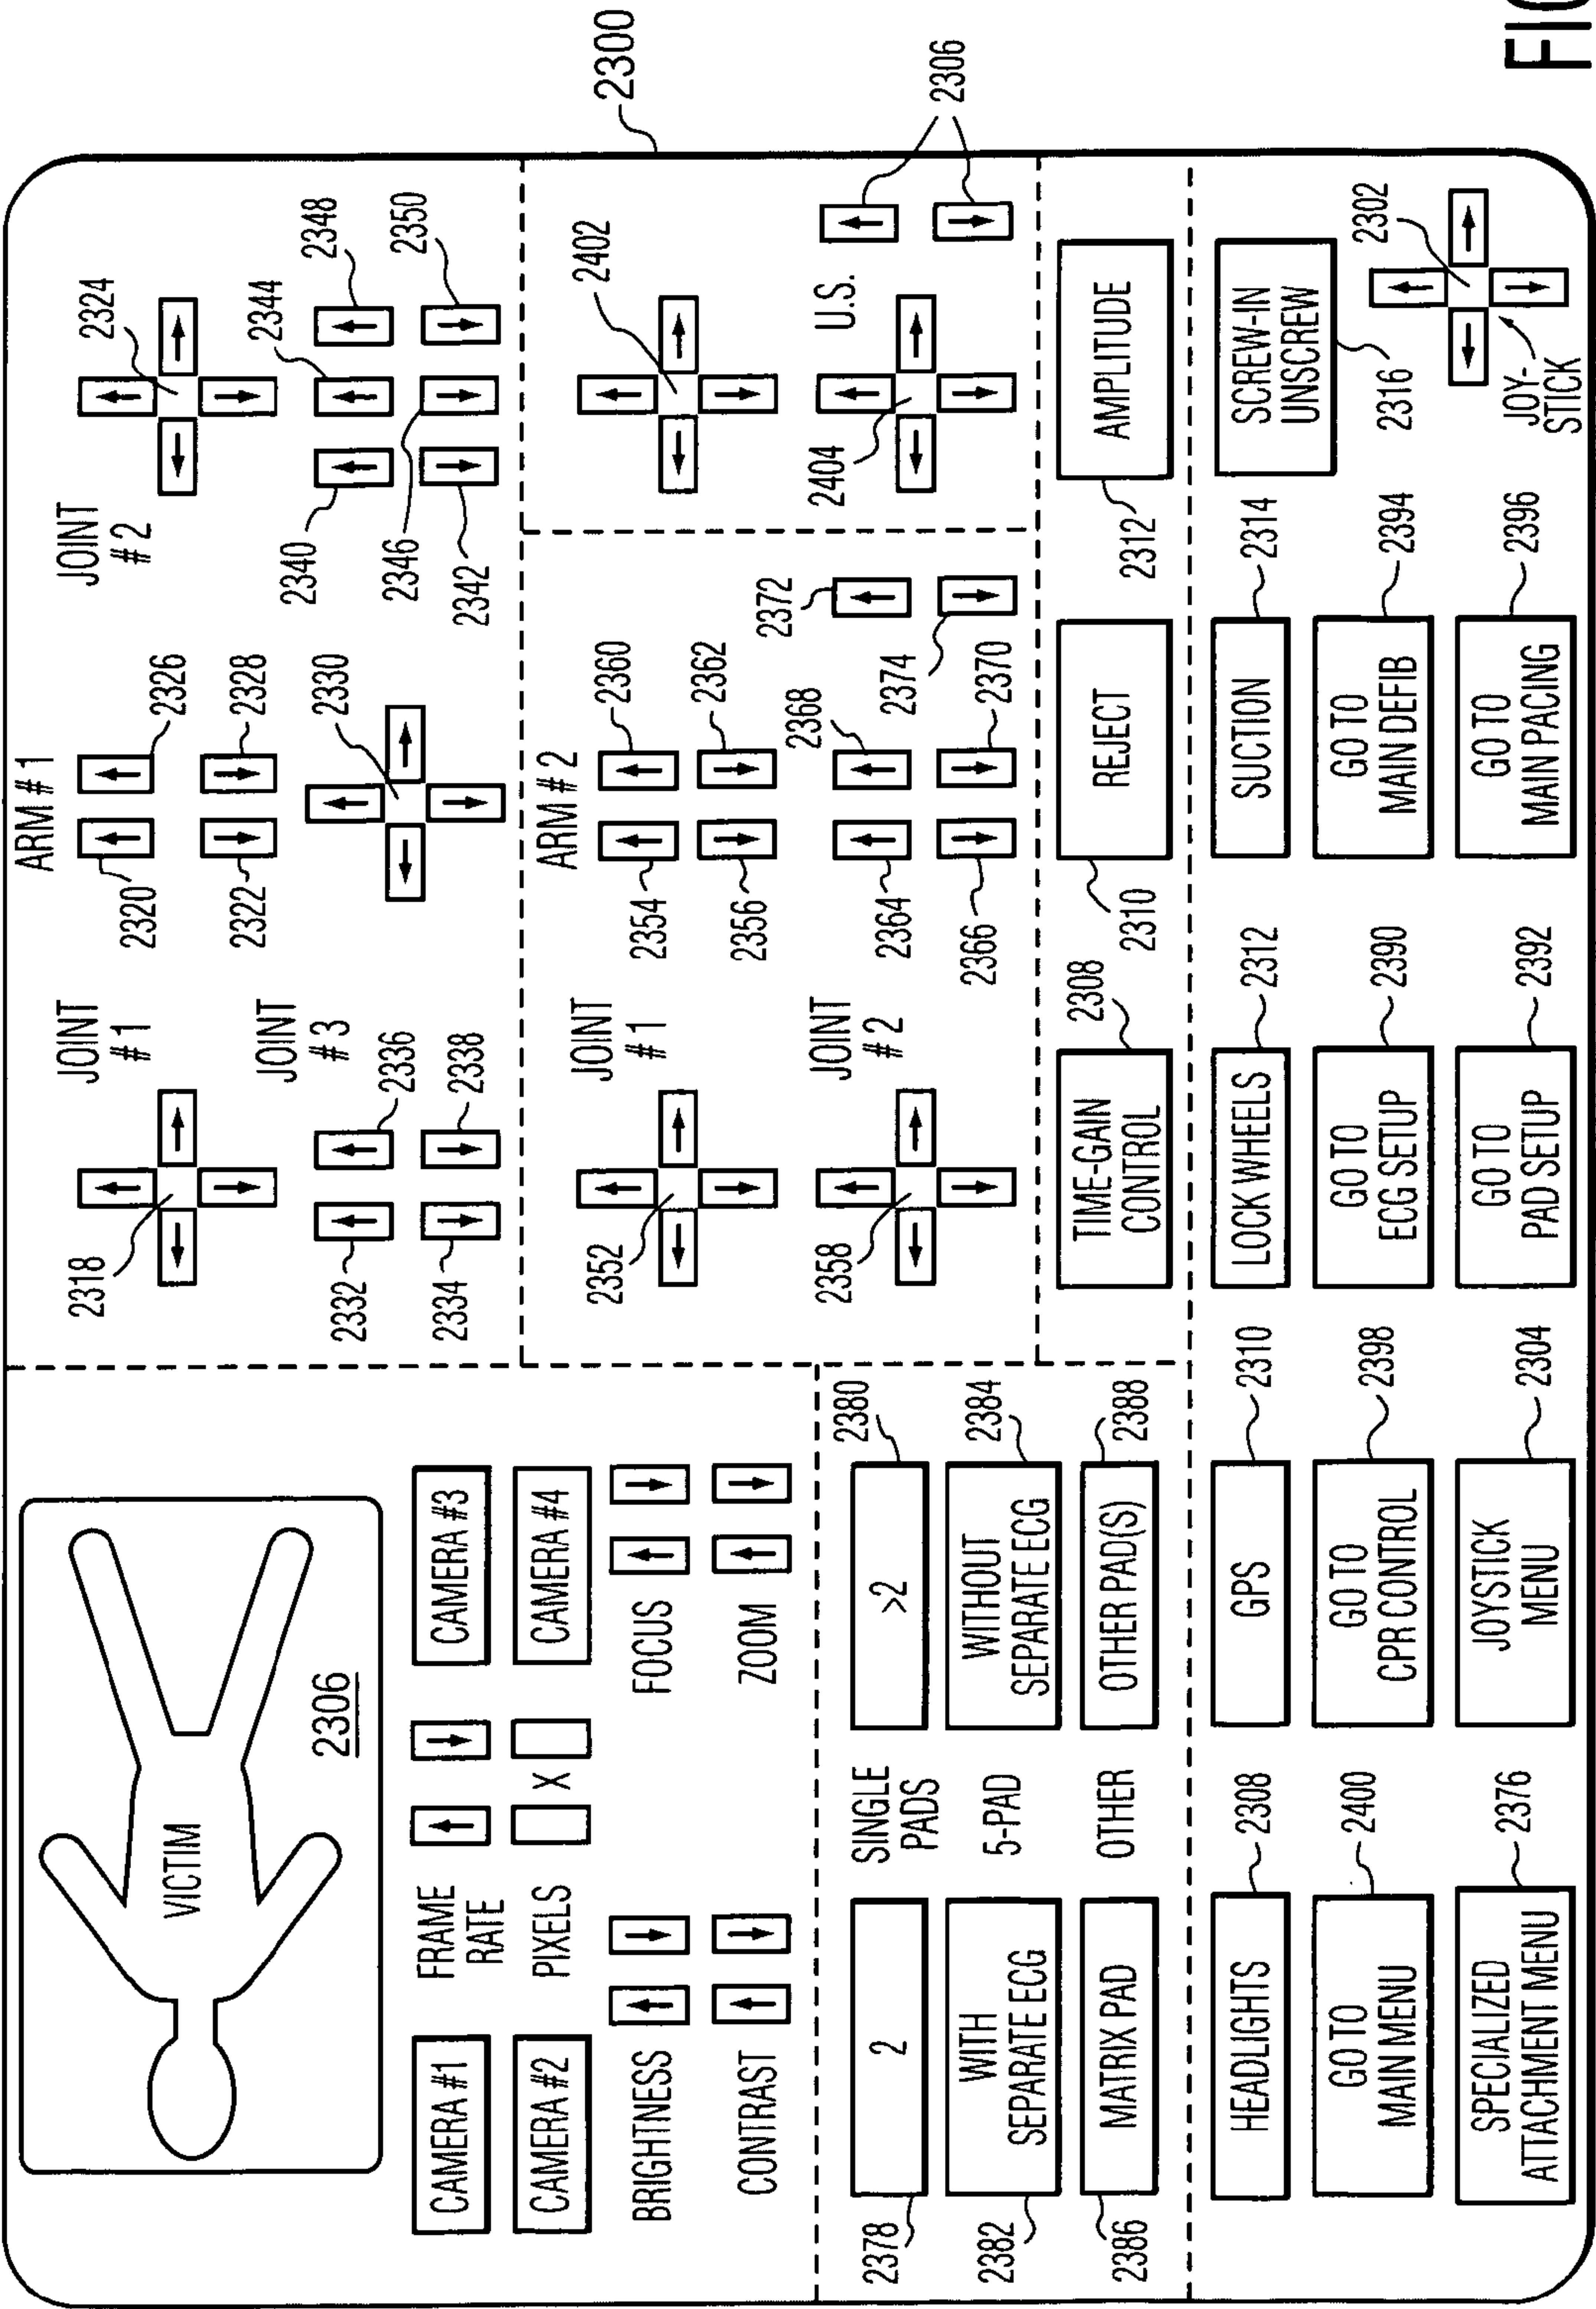 VICTIM
2306
CAMERA #1
FRAME
RATE
CAMERA #3
CAMERA #2
PIXELS
X
CAMERA #4
BRIGHTNESS
FOCUS
CONTRAST
ZOOM
2378
2
SINGLE
PADS
>2
2380
2382
WITH
SEPARATE ECG
5-PAD
WITHOUT
SEPARATE ECG
2384
2386
MATRIX PAD
OTHER
OTHER PAD(S)
2388
ARM #1
2318
JOINT
#1
2320
2326
2322
2328
JOINT
#2
2324
2332
2336
2334
2338
JOINT
#3
2330
2340
2344
2348
2346
2342
2350
ARM #2
2352
JOINT
#1
2354
2360
2356
2362
2358
JOINT
#2
2364
2368
2372
2366
2374
2370
2402
2404
U.S.
2306
2300
TIME-GAIN
CONTROL
2308
2310
REJECT
2312
AMPLITUDE
HEADLIGHTS
2308
GPS
2310
LOCK WHEELS
2312
SUCTION
2314
SCREW-IN
UNSCREW
2316
GO TO
MAIN MENU
2400
GO TO
CPR CONTROL
2398
GO TO
ECG SETUP
2390
GO TO
MAIN DEFIB
2394
SPECIALIZED
ATTACHMENT MENU
2376
JOYSTICK
MENU
2304
GO TO
PAD SETUP
2392
GO TO
MAIN PACING
2396
JOY-
STICK
2302